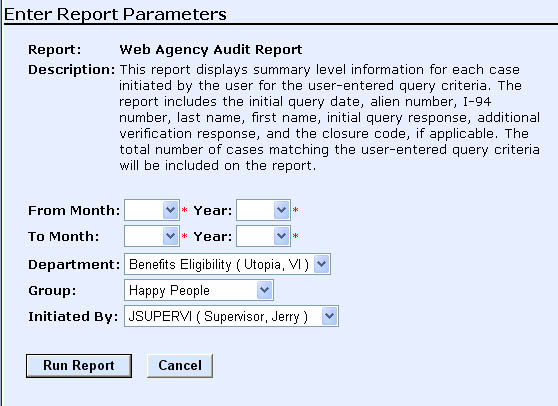 Enter Report Parameters
Report: Web Agency Audit Report
Description: This report displays summary level information for each case
initiated by the user for the user-entered query criteria. The
report includes the initial query date, alien number, I-94
number, last name, first name, initial query response, additional
verification response, and the closure code, if applicable. The
total number of cases matching the user-entered query criteria
will be included on the report.
From Month: * Year: *
To Month: * Year: *
Department: Benefits Eligibility ( Utopia, VI )
Group: Happy People
Initiated By: JSUPERVI ( Supervisor, Jerry )
Run Report Cancel